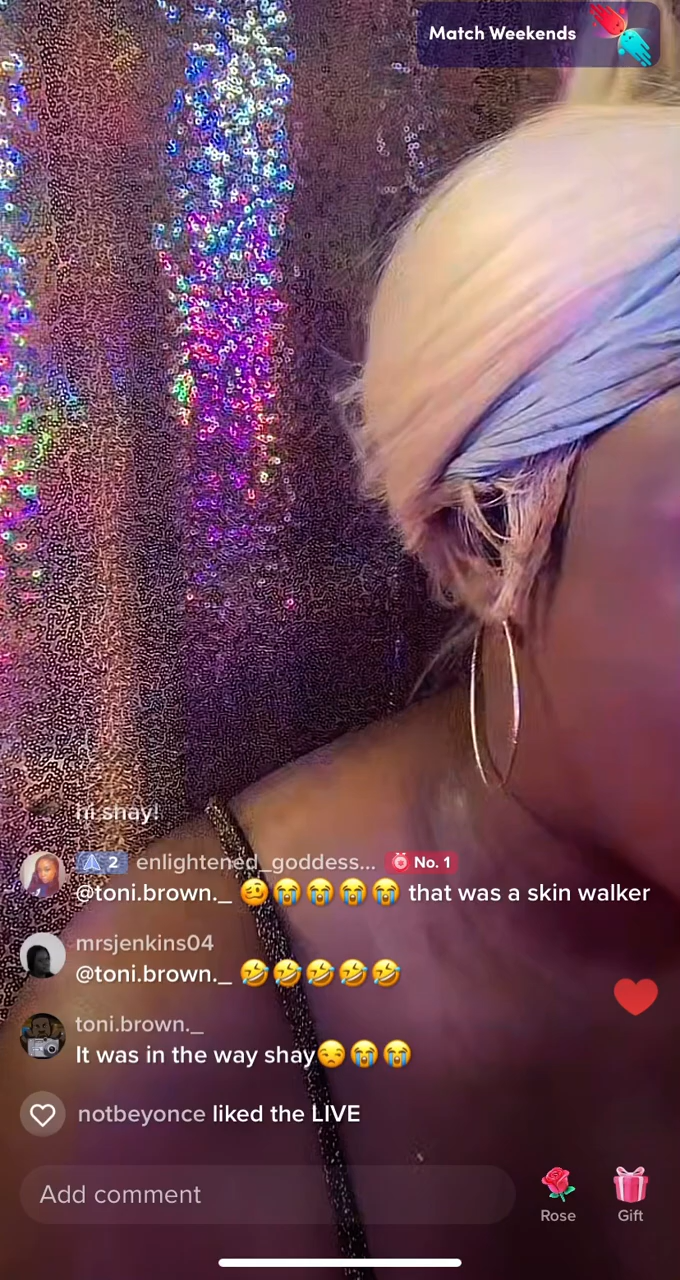 Match Weekends
hi shay!
2 enlightened_goddess... No. 1
@toni.brown._ 🥴😭😭😭😭 that was a skin walker
mrsjenkins04
@toni.brown._ 🤣🤣🤣🤣🤣
toni.brown._
It was in the way shay😒😭😭
notbeyonce liked the LIVE
Add comment
Rose
Gift